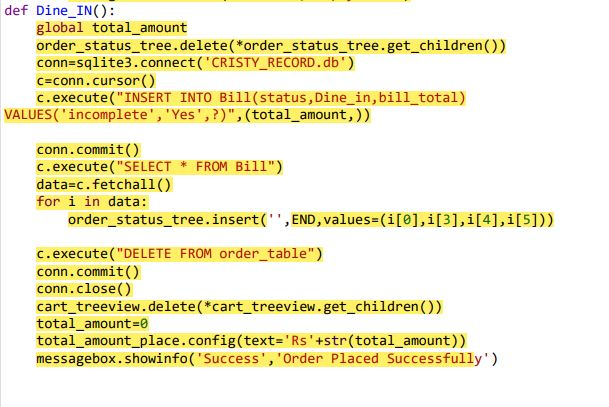 def Dine_IN():
    global total_amount
    order_status_tree.delete(*order_status_tree.get_children())
    conn=sqlite3.connect('CRISTY_RECORD.db')
    c=conn.cursor()
    c.execute("INSERT INTO Bill(status,Dine_in,bill_total)
VALUES('incomplete','Yes',?)",(total_amount,))
    conn.commit()
    c.execute("SELECT * FROM Bill")
    data=c.fetchall()
    for i in data:
        order_status_tree.insert('',END,values=(i[0],i[3],i[4],i[5]))
    c.execute("DELETE FROM order_table")
    conn.commit()
    conn.close()
    cart_treeview.delete(*cart_treeview.get_children())
    total_amount=0
    total_amount_place.config(text='Rs'+str(total_amount))
    messagebox.showinfo('Success','Order Placed Successfully')